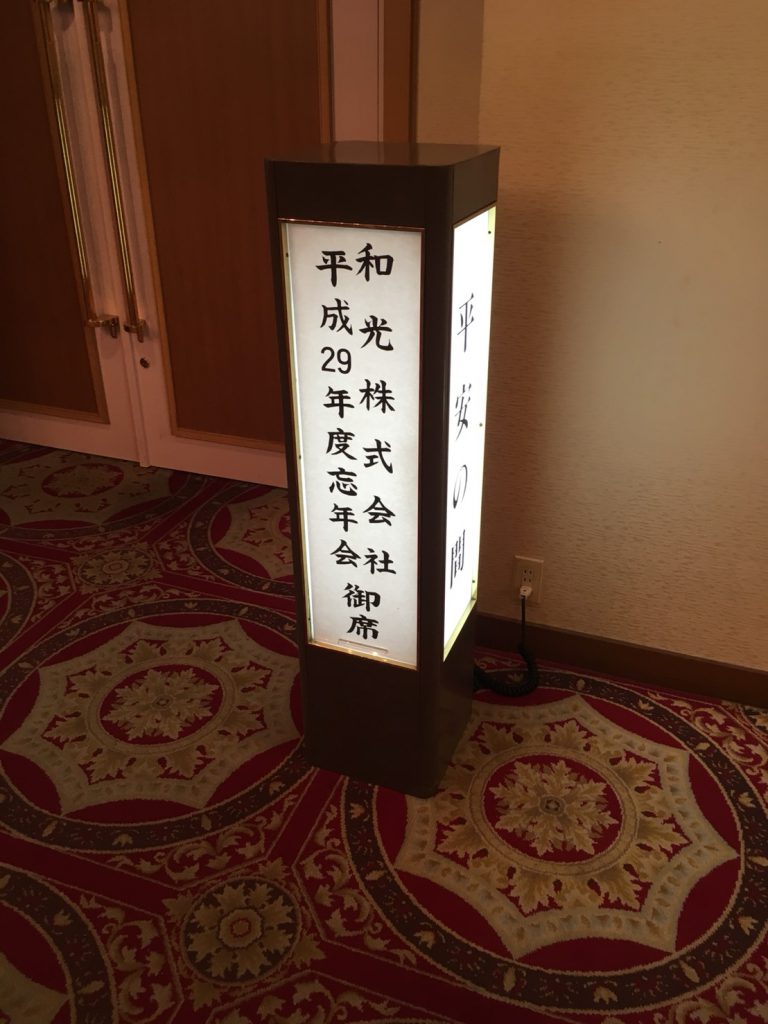 和光株式会社
平成29年度忘年会
御席
平安の間